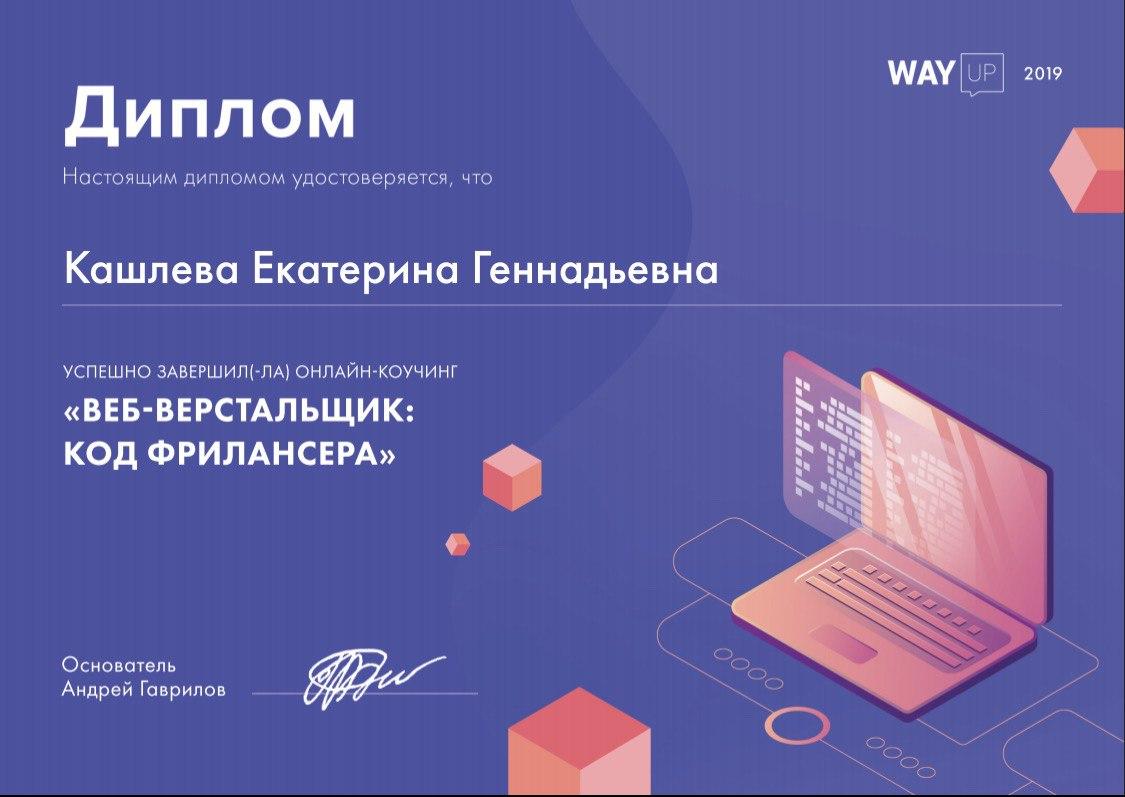 WAY UP 2019
Диплом
Настоящим дипломом удостоверяется, что
Кашлева Екатерина Геннадьевна
УСПЕШНО ЗАВЕРШИЛ(-ЛА) ОНЛАЙН-КОУЧИНГ
«ВЕБ-ВЕРСТАЛЬЩИК:
КОД ФРИЛАНСЕРА»
Основатель
Андрей Гаврилов